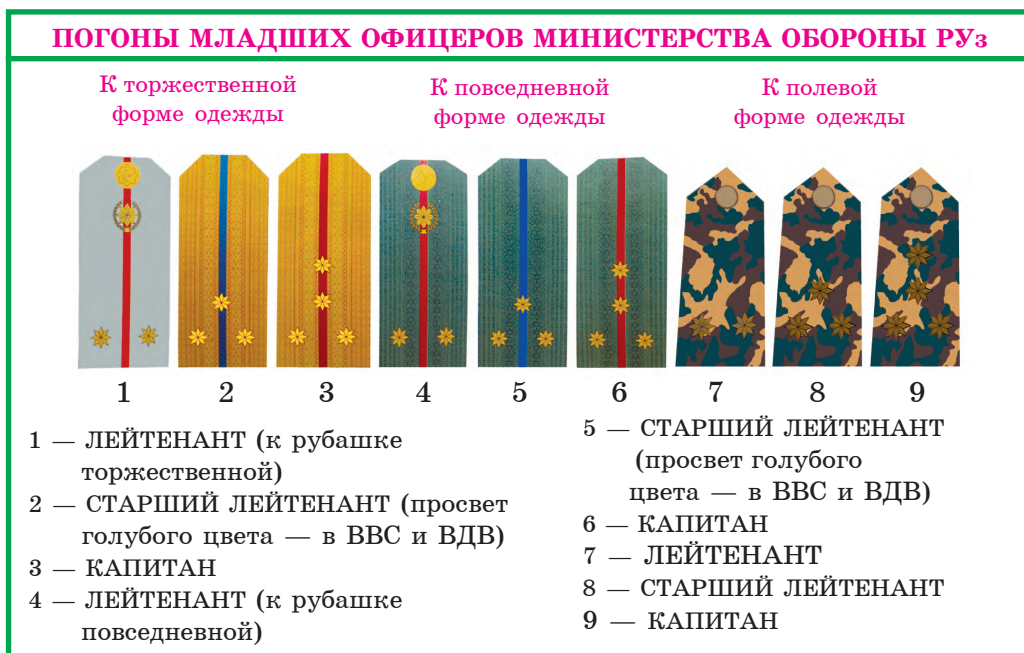 ПОГОНЫ МЛАДШИХ ОФИЦЕРОВ МИНИСТЕРСТВА ОБОРОНЫ РУз
К торжественной
форме одежды
К повседневной
форме одежды
К полевой
форме одежды
1 2 3 4 5 6 7 8 9
1 — ЛЕЙТЕНАНТ (к рубашке
торжественной)
2 — СТАРШИЙ ЛЕЙТЕНАНТ (просвет
голубого цвета — в ВВС и ВДВ)
3 — КАПИТАН
4 — ЛЕЙТЕНАНТ (к рубашке
повседневной)
5 — СТАРШИЙ ЛЕЙТЕНАНТ
(просвет голубого
цвета — в ВВС и ВДВ)
6 — КАПИТАН
7 — ЛЕЙТЕНАНТ
8 — СТАРШИЙ ЛЕЙТЕНАНТ
9 — КАПИТАН